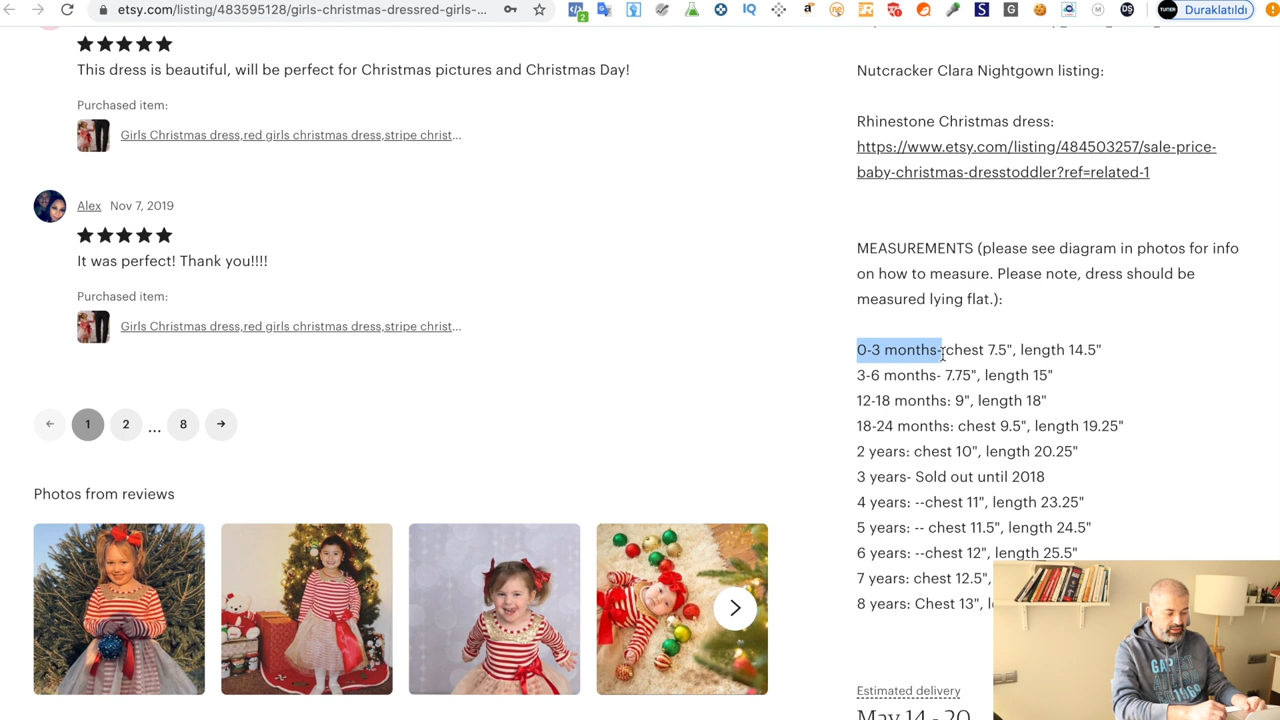 etsy.com/listing/483595128/girls-christmas-dressred-girls-...
2
IQ
a
S
G
M
DS
TUNER
Duraklatıldı
This dress is beautiful, will be perfect for Christmas pictures and Christmas Day!
Purchased item:
Girls Christmas dress,red girls christmas dress,stripe christ...
Alex Nov 7, 2019
It was perfect! Thank you!!!!
Purchased item:
Girls Christmas dress,red girls christmas dress,stripe christ...
1
2
...
8
Photos from reviews
Nutcracker Clara Nightgown listing:
Rhinestone Christmas dress:
https://www.etsy.com/listing/484503257/sale-price-
baby-christmas-dresstoddler?ref=related-1
MEASUREMENTS (please see diagram in photos for info
on how to measure. Please note, dress should be
measured lying flat.):
0-3 months-chest 7.5", length 14.5"
3-6 months- 7.75", length 15"
12-18 months: 9", length 18"
18-24 months: chest 9.5", length 19.25"
2 years: chest 10", length 20.25"
3 years- Sold out until 2018
4 years: --chest 11", length 23.25"
5 years: -- chest 11.5", length 24.5"
6 years: --chest 12", length 25.5"
7 years: chest 12.5",
8 years: Chest 13",
Estimated delivery
May 14 - 20
GAP
1969